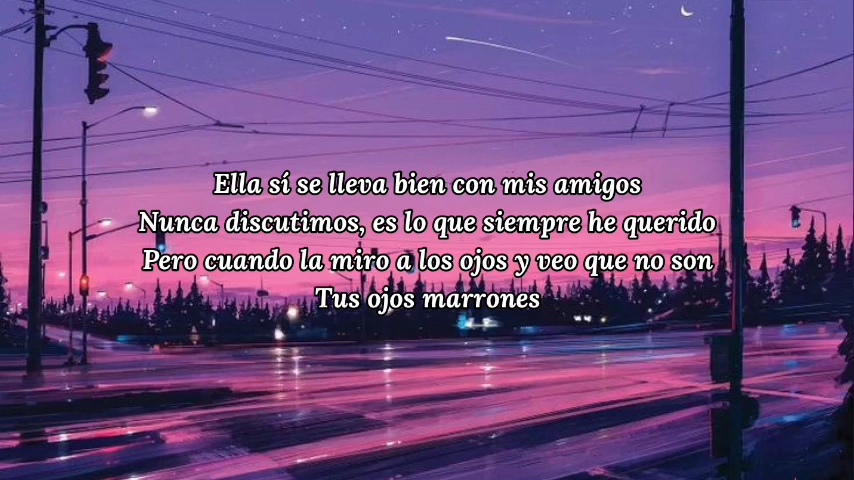 Ella sí se lleva bien con mis amigos
Nunca discutimos, es lo que siempre he querido
Pero cuando la miro a los ojos y veo que no son
Tus ojos marrones